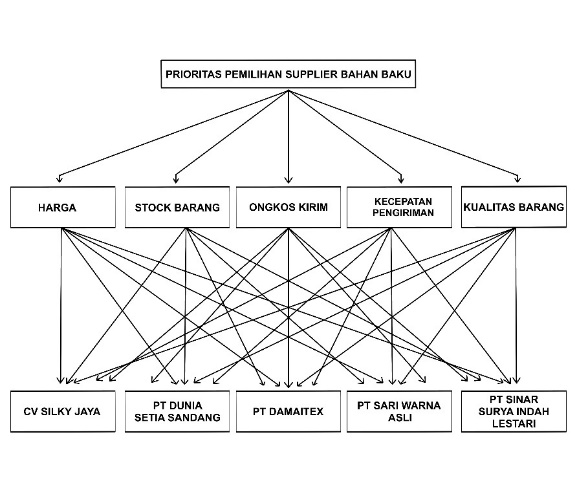 PRIORITAS PEMILIHAN SUPPLIER BAHAN BAKU
HARGA
STOCK BARANG
ONGKOS KIRIM
KECEPATAN
PENGIRIMAN
KUALITAS BARANG
CV SILKY JAYA
PT DUNIA
SETIA SANDANG
PT DAMAITEX
PT SARI WARNA
ASLI
PT SINAR
SURYA INDAH
LESTARI